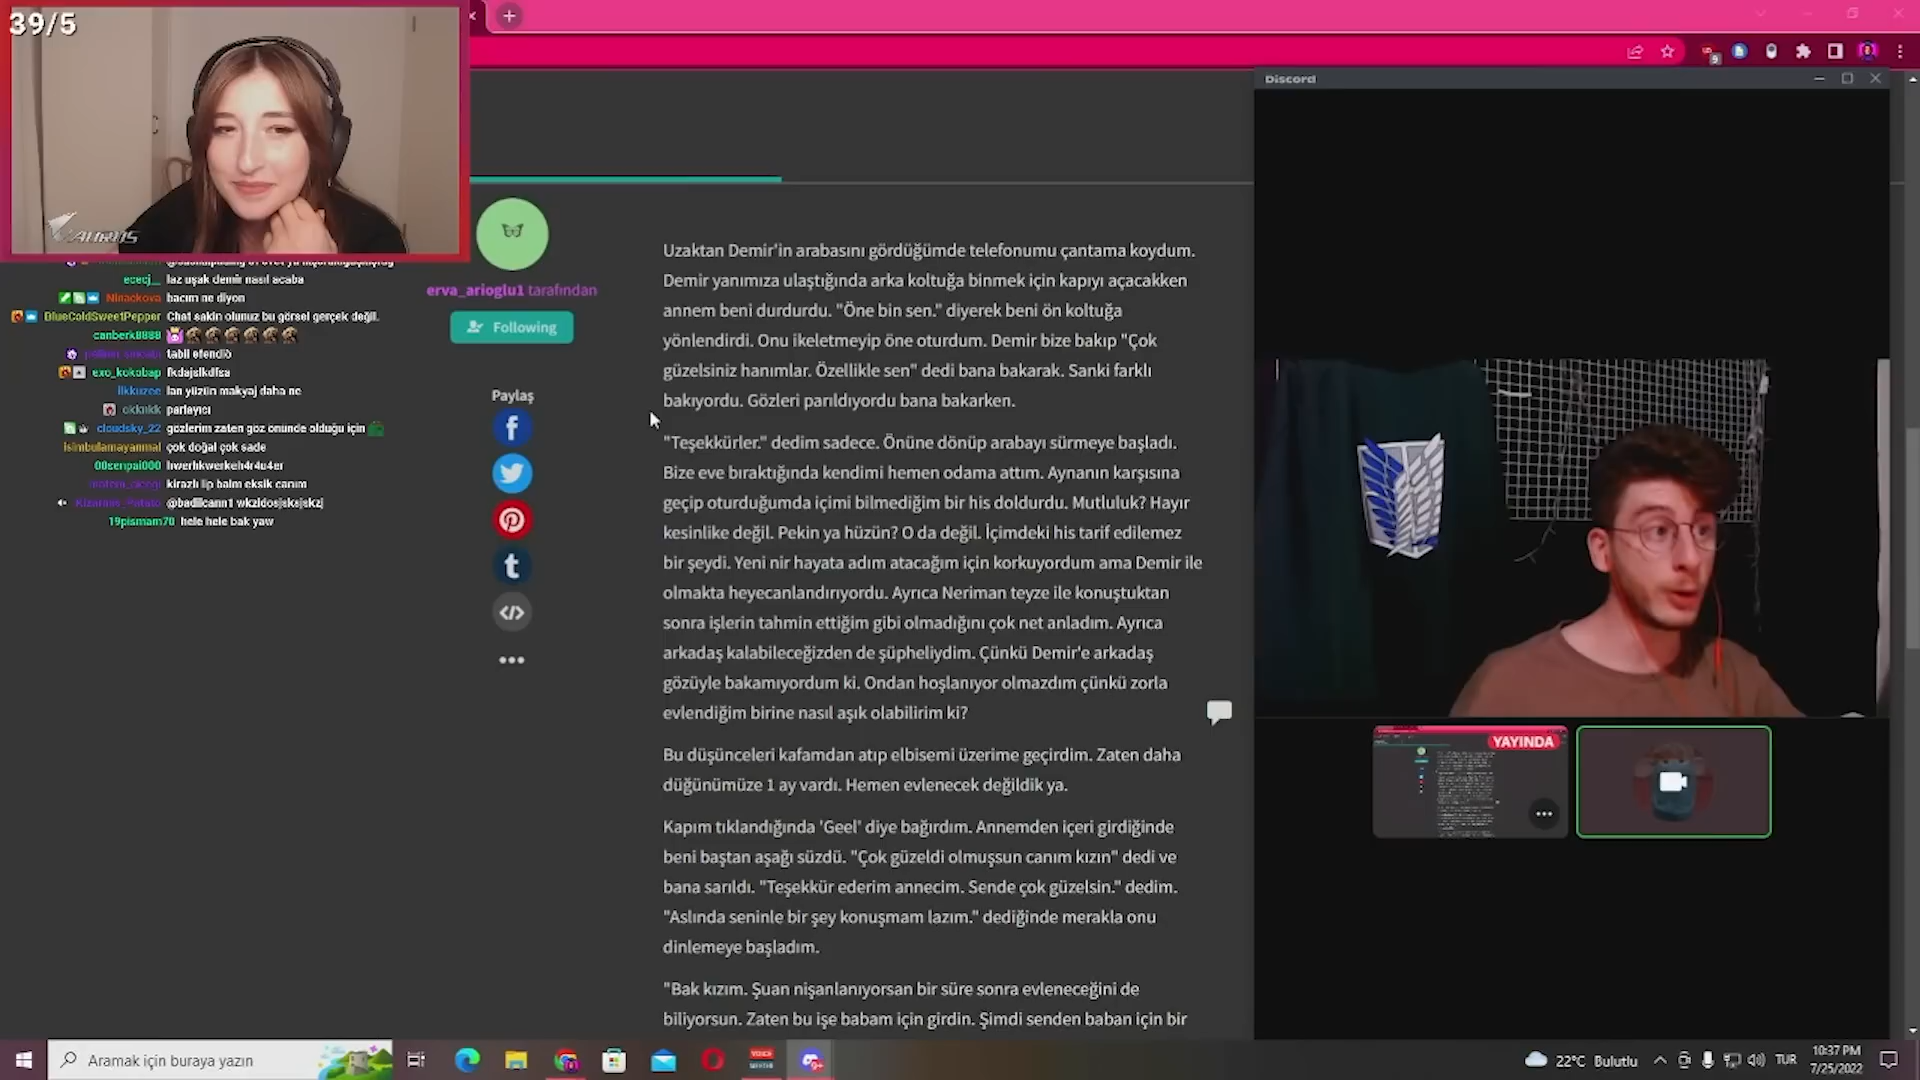 39/5
AORUS
ececj_ laz uşak demir nasıl acaba
Ninackova bacım ne diyon
BlueColdSweetPepper Chat sakin olunuz bu görsel gerçek değil.
canberk8888
tabii efendiö
exo_kokobap fkdajslkdfsa
ilkkuzee lan yüzün makyaj daha ne
okknkk parlayıcı
cloudsky_22 gözlerim zaten göz önünde olduğu için
isimbulamayanmal çok doğal çok sade
00senpai000
kirazlı lip balm eksik canım
19pismam70 hele hele bak yaw
erva_arioglu1 tarafından
Following
Paylaş
Uzaktan Demir'in arabasını gördüğümde telefonumu çantama koydum.
Demir yanımıza ulaştığında arka koltuğa binmek için kapıyı açacakken
annem beni durdurdu. "Öne bin sen." diyerek beni ön koltuğa
yönlendirdi. Onu ikeletmeyip öne oturdum. Demir bize bakıp "Çok
güzelsiniz hanımlar. Özellikle sen" dedi bana bakarak. Sanki farklı
bakıyordu. Gözleri parıldıyordu bana bakarken.
"Teşekkürler." dedim sadece. Önüne dönüp arabayı sürmeye başladı.
Bize eve bıraktığında kendimi hemen odama attım. Aynanın karşısına
geçip oturduğumda içimi bilmediğim bir his doldurdu. Mutluluk? Hayır
kesinlike değil. Pekin ya hüzün? O da değil. İçimdeki his tarif edilemez
bir şeydi. Yeni nir hayata adım atacağım için korkuyordum ama Demir ile
olmakta heyecanlandırıyordu. Ayrıca Neriman teyze ile konuştuktan
sonra işlerin tahmin ettiğim gibi olmadığını çok net anladım. Ayrıca
arkadaş kalabileceğizden de şüpheliydim. Çünkü Demir'e arkadaş
gözüyle bakamıyordum ki. Ondan hoşlanıyor olmazdım çünkü zorla
evlendiğim birine nasıl aşık olabilirim ki?
Bu düşünceleri kafamdan atıp elbisemi üzerime geçirdim. Zaten daha
düğünümüze 1 ay vardı. Hemen evlenecek değildik ya.
Kapım tıklandığında 'Geel' diye bağırdım. Annemden içeri girdiğinde
beni baştan aşağı süzdü. "Çok güzeldi olmuşsun canım kızın" dedi ve
bana sarıldı. "Teşekkür ederim annecim. Sende çok güzelsin." dedim.
"Aslında seninle bir şey konuşmam lazım." dediğinde merakla onu
dinlemeye başladım.
"Bak kızım. Şuan nişanlanıyorsan bir süre sonra evleneceğini de
biliyorsun. Zaten bu işe babam için girdin. Şimdi senden baban için bir
Discord
YAYINDA
Aramak için buraya yazın
22°C Bulutlu
TUR
10:37 PM
7/25/2022